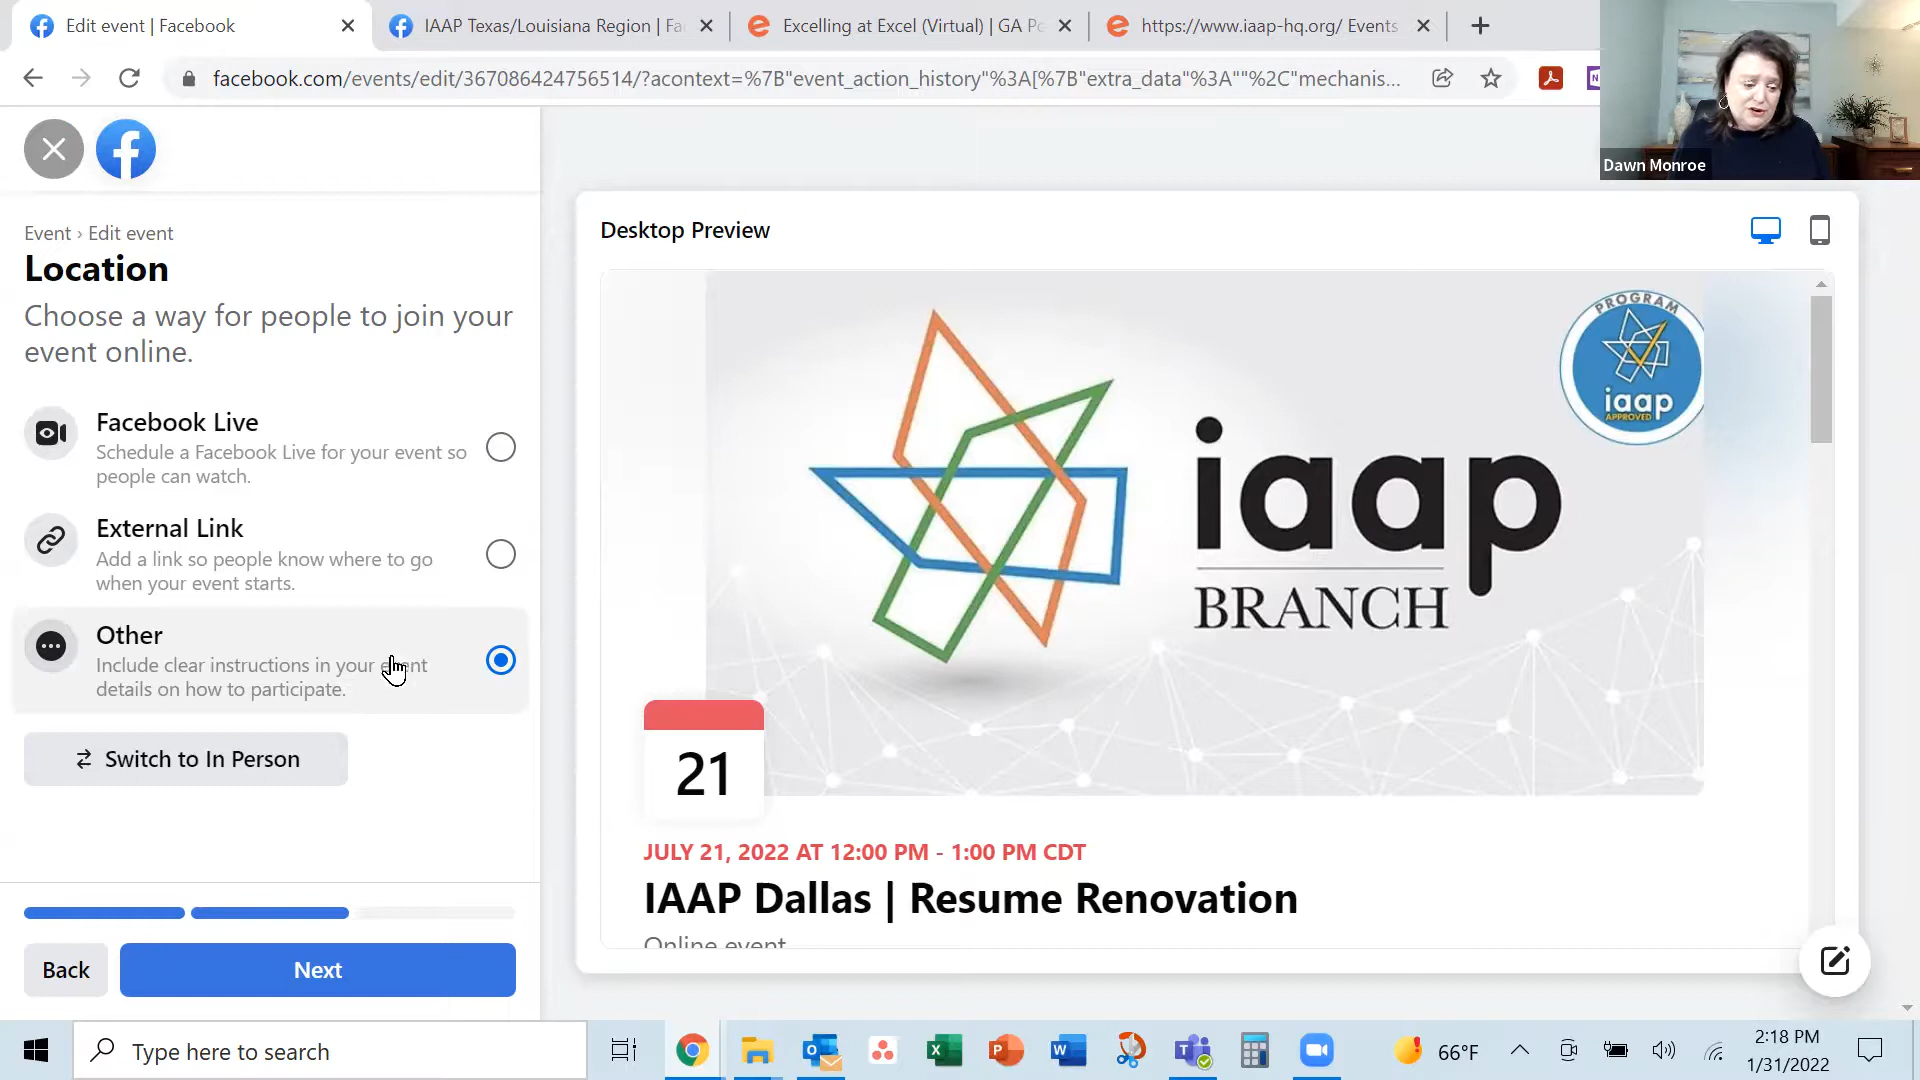 Edit event | Facebook
IAAP Texas/Louisiana Region | Fa
Excelling at Excel (Virtual) | GA Po
https://www.iaap-hq.org/ Events
facebook.com/events/edit/367086424756514/?acontext=%7B"event_action_history"%3A[%7B"extra_data"%3A""%2C"mechanis...
Dawn Monroe
Event › Edit event
Location
Choose a way for people to join your
event online.
Facebook Live
Schedule a Facebook Live for your event so
people can watch.
External Link
Add a link so people know where to go
when your event starts.
Other
Include clear instructions in your event
details on how to participate.
Switch to In Person
Back
Next
Desktop Preview
PROGRAM
iaap
APPROVED
iaap
BRANCH
21
JULY 21, 2022 AT 12:00 PM - 1:00 PM CDT
IAAP Dallas | Resume Renovation
Online event
Type here to search
66°F
2:18 PM
1/31/2022